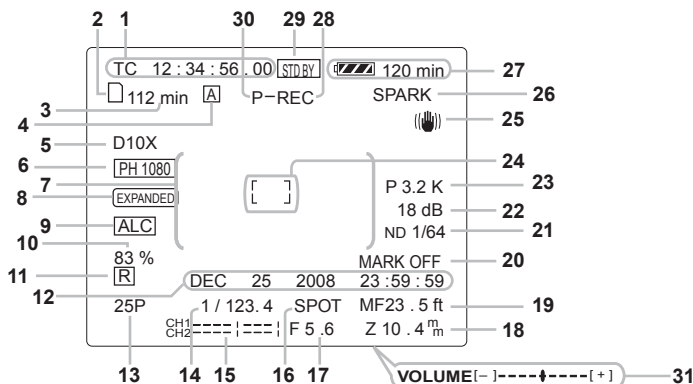 30 29 28
2 1
TC 12 : 34 : 56 . 00 STD BY 120 min 27
112 min A P-REC SPARK 26
3
4
25
5 D10X
6 PH 1080 24
7
8 EXPANDED P 3.2 K 23
18 dB 22
9 ALC ND 1/64 21
10
83 % MARK OFF 20
11 R
12 DEC 25 2008 23 : 59 : 59
25P 1 / 123. 4 SPOT MF23 . 5 ft 19
CH1
CH2 F 5 .6 Z 10 . 4 mm 18
13 14 15 16 17
VOLUME [ – ] - - - - - - - - [ + ] 31